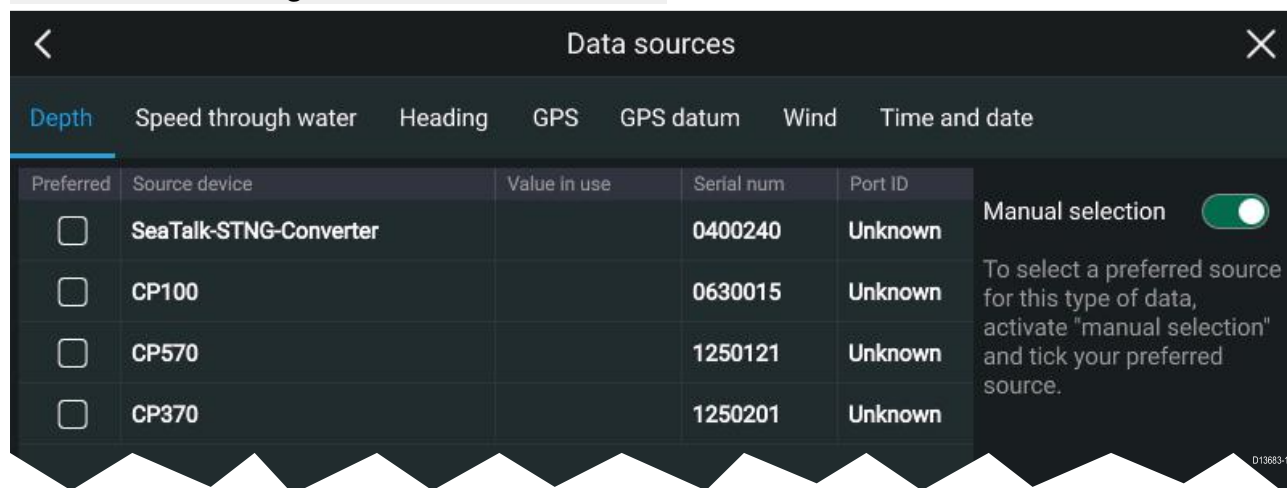 Data sources
Depth Speed through water Heading GPS GPS datum Wind Time and date
Preferred Source device Value in use Serial num Port ID
SeaTalk-STNG-Converter 0400240 Unknown
CP100 0630015 Unknown
CP570 1250121 Unknown
CP370 1250201 Unknown
Manual selection
To select a preferred source
for this type of data,
activate "manual selection"
and tick your preferred
source.